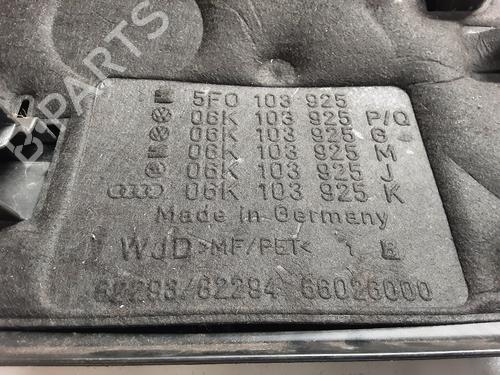 B PARTS
5F0 103 925
06K 103 925 P/Q
06K 103 925 G
06K 103 925 M
06K 103 925 J
06K 103 925 K
Made in Germany
WJD >MF/PET< 1 E
62293/62294 66026000